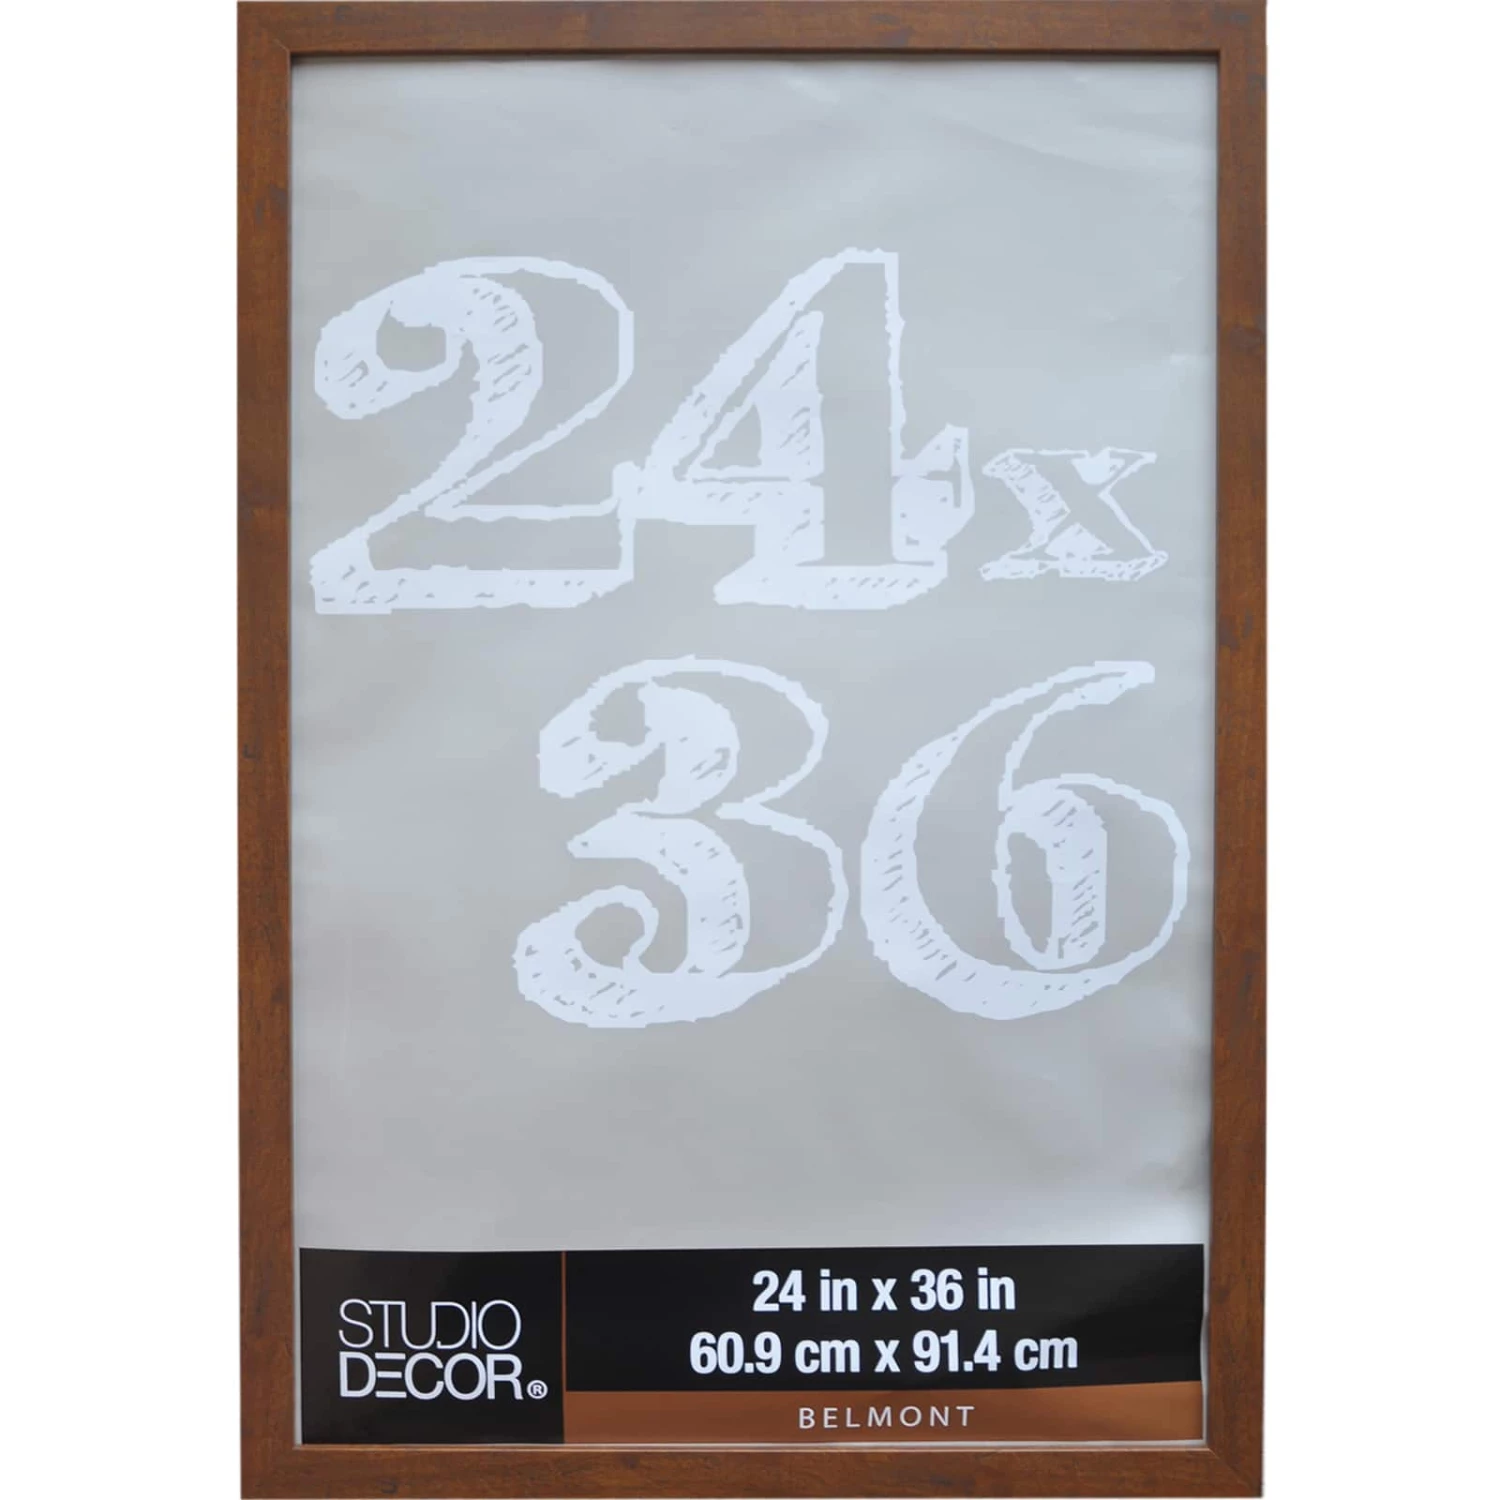 24x
36
STUDIO
DECOR®
24 in x 36 in
60.9 cm x 91.4 cm
BELMONT